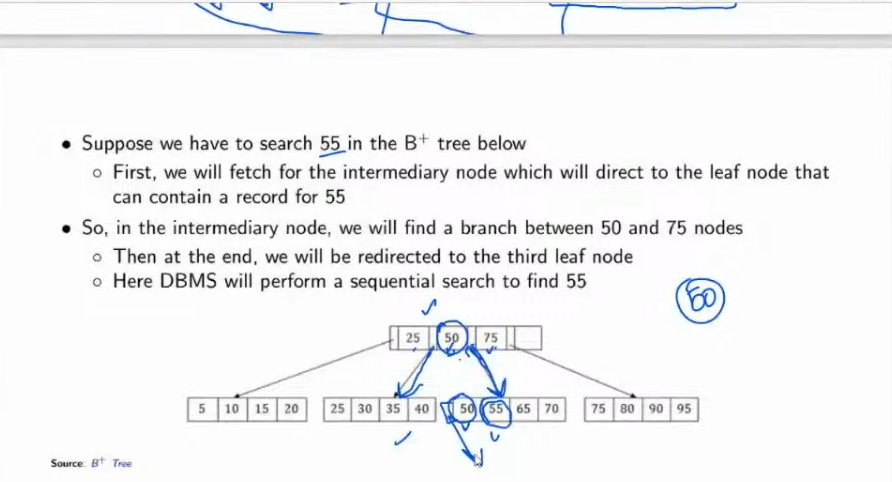 • Suppose we have to search 55 in the B+ tree below
○ First, we will fetch for the intermediary node which will direct to the leaf node that
can contain a record for 55
• So, in the intermediary node, we will find a branch between 50 and 75 nodes
○ Then at the end, we will be redirected to the third leaf node
○ Here DBMS will perform a sequential search to find 55
50
25 50 75
5 10 15 20 25 30 35 40 50 55 65 70 75 80 90 95
Source: B+ Tree